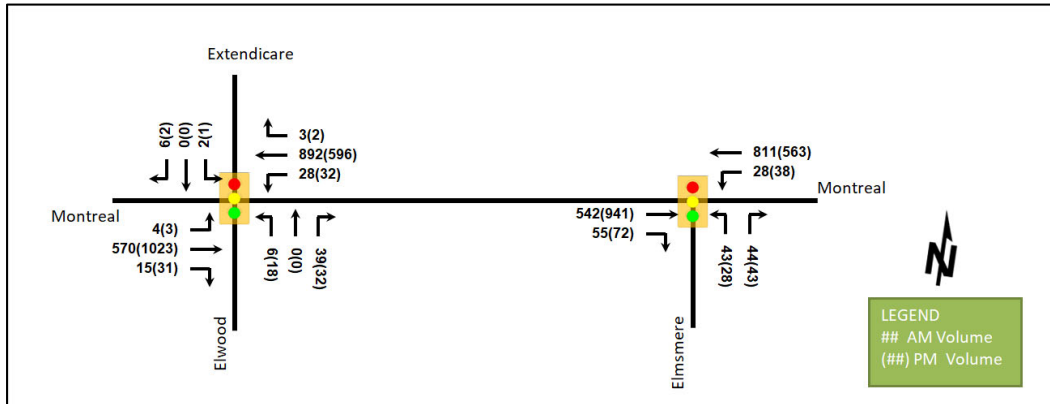 Extendicare
6(2)
0(0)
2(1)
3(2)
892(596)
28(32)
811(563)
28(38)
Montreal
Montreal
4(3)
570(1023)
15(31)
6(18)
0(0)
39(32)
542(941)
55(72)
43(28)
44(43)
N
Elwood
Elmsmere
LEGEND
## AM Volume
(##) PM Volume